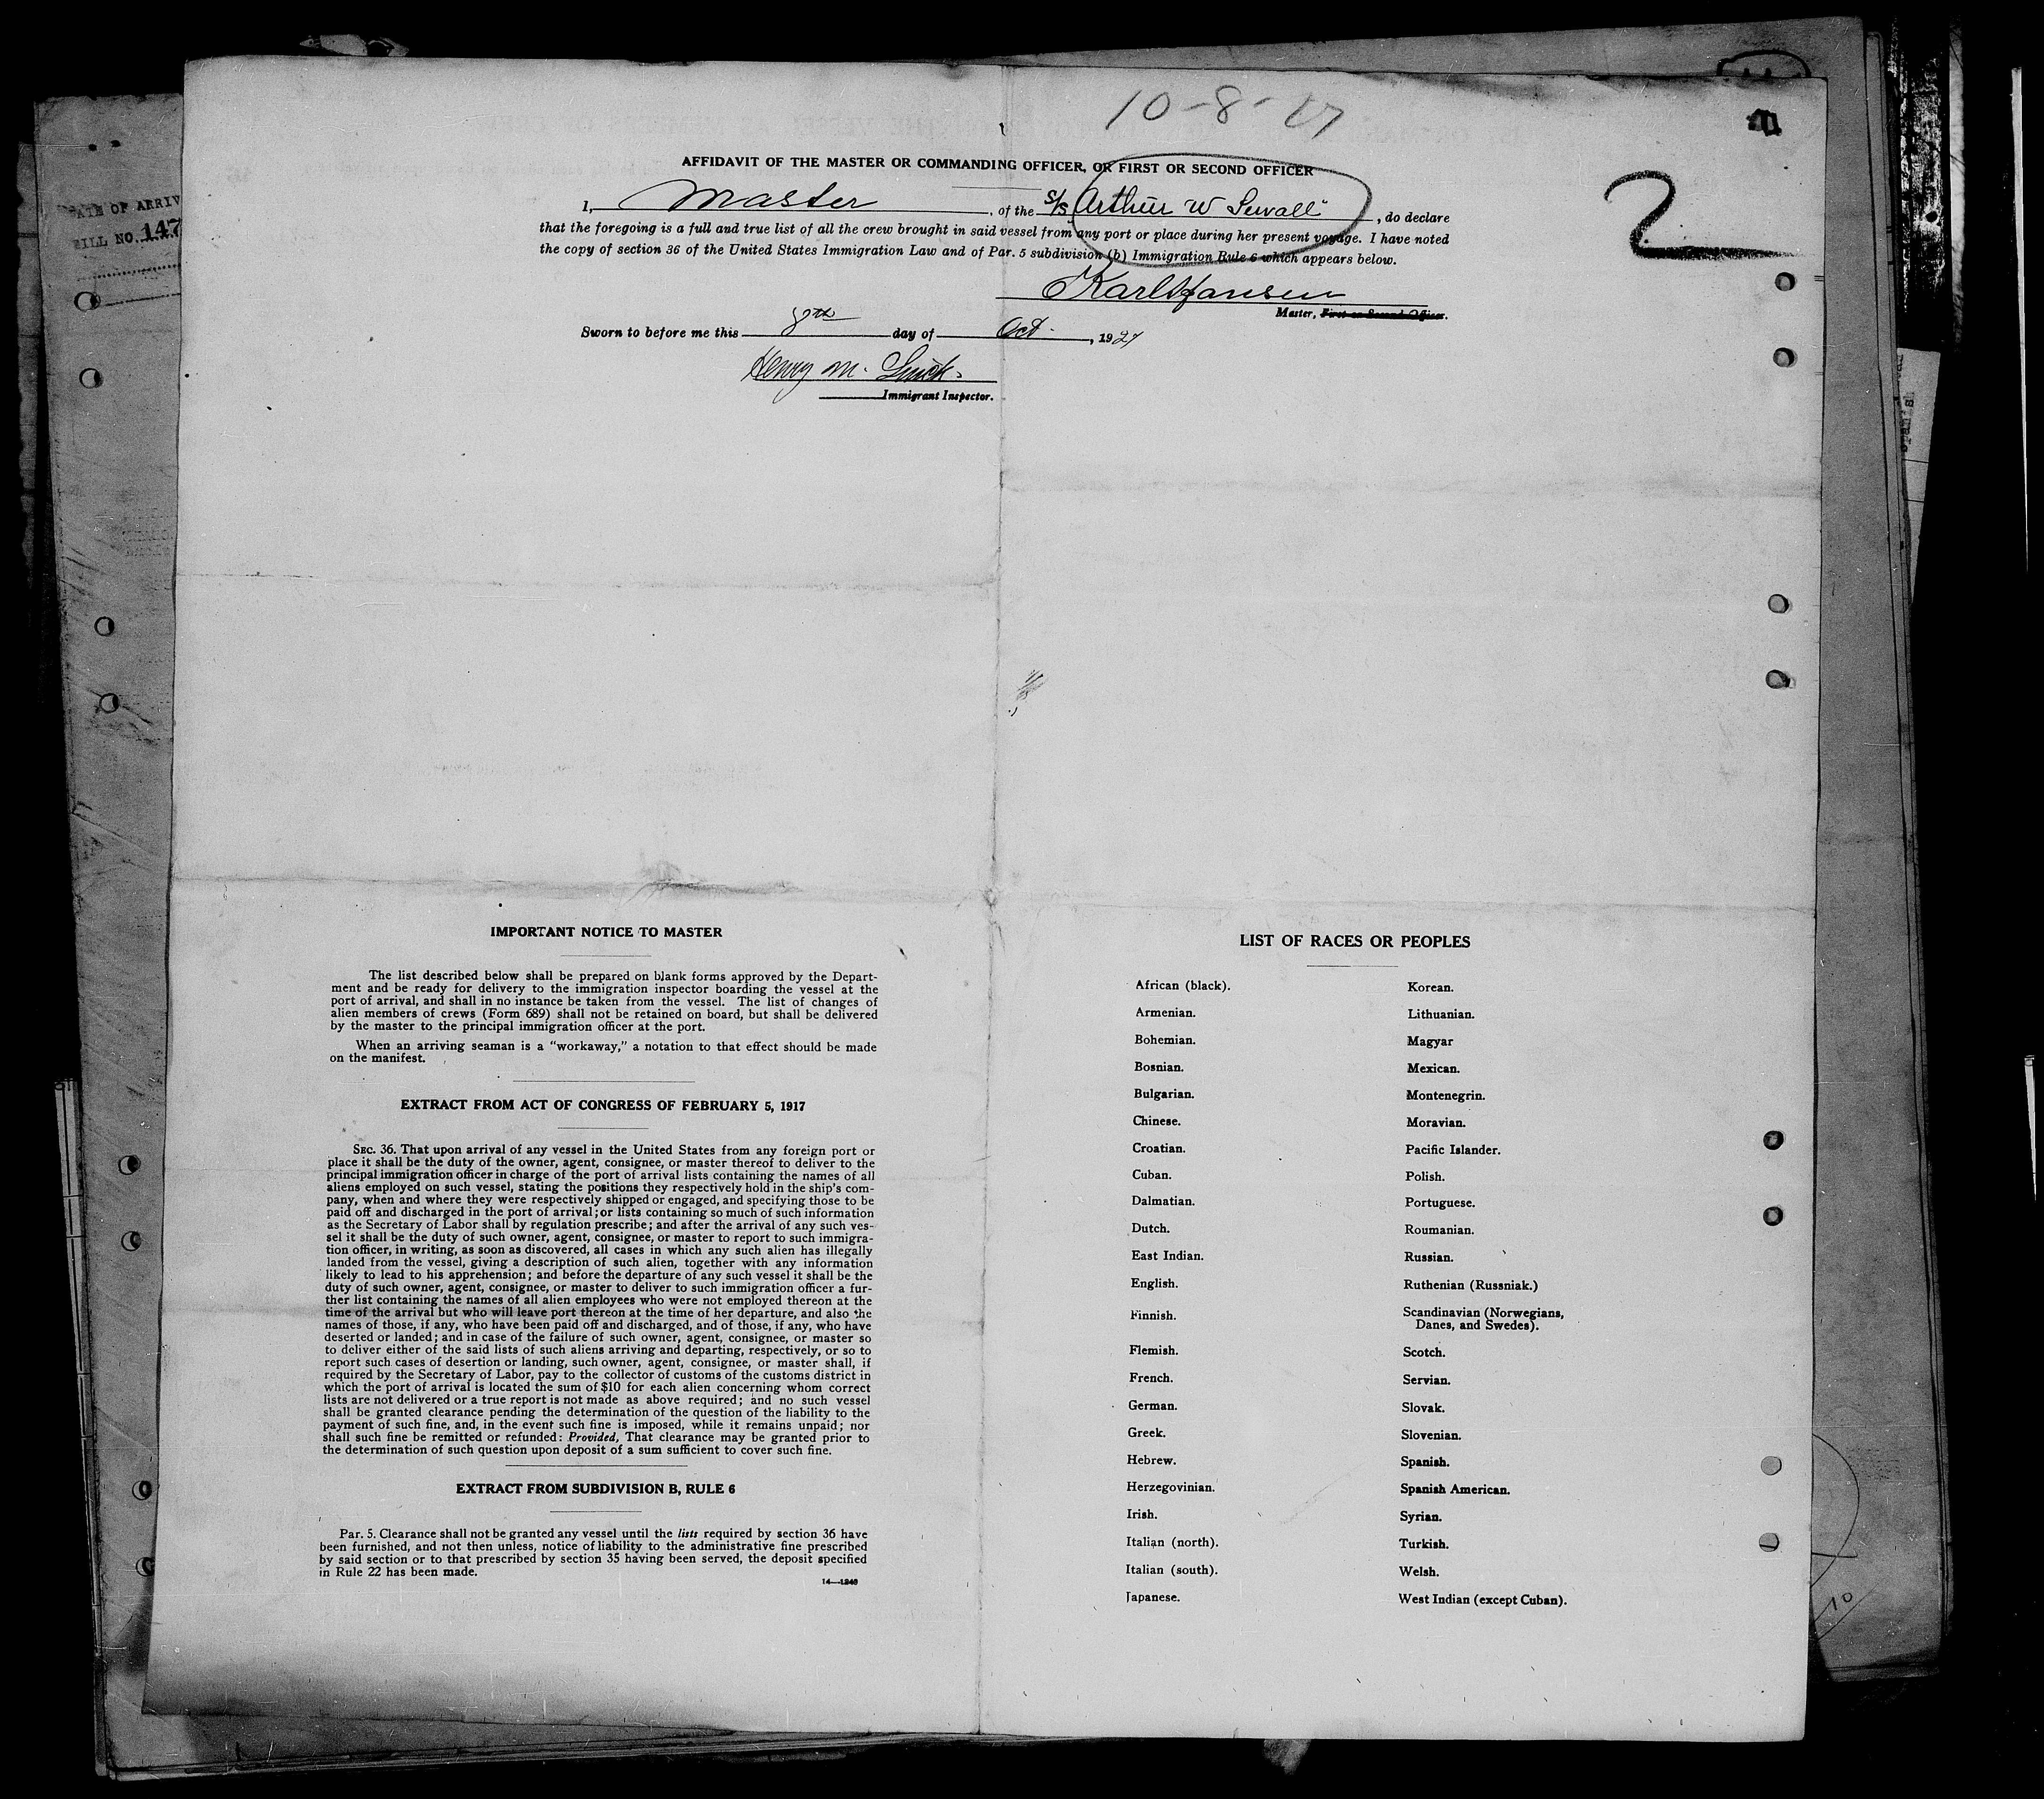 10-8-27
AFFIDAVIT OF THE MASTER OR COMMANDING OFFICER, OR FIRST OR SECOND OFFICER
2
I, Master, of the S/S "Arthur W Sewall", do declare
that the foregoing is a full and true list of all the crew brought in said vessel from any port or place during her present voyage. I have noted
the copy of section 36 of the United States Immigration Law and of Par. 5 subdivision (b) Immigration Rule 6 which appears below.
Karl Hansen
Master, First or Second Officer.
Sworn to before me this 8th day of Oct., 1927
Henry M.
Immigrant Inspector.
DATE OF ARRIV
BILL NO. 147
IMPORTANT NOTICE TO MASTER
The list described below shall be prepared on blank forms approved by the Depart-
ment and be ready for delivery to the immigration inspector boarding the vessel at the
port of arrival, and shall in no instance be taken from the vessel. The list of changes of
alien members of crews (Form 689) shall not be retained on board, but shall be delivered
by the master to the principal immigration officer at the port.
When an arriving seaman is a "workaway," a notation to that effect should be made
on the manifest.
EXTRACT FROM ACT OF CONGRESS OF FEBRUARY 5, 1917
SEC. 36. That upon arrival of any vessel in the United States from any foreign port or
place it shall be the duty of the owner, agent, consignee, or master thereof to deliver to the
principal immigration officer in charge of the port of arrival lists containing the names of all
aliens employed on such vessel, stating the positions they respectively hold in the ship's com-
pany, when and where they were respectively shipped or engaged, and specifying those to be
paid off and discharged in the port of arrival; or lists containing so much of such information
as the Secretary of Labor shall by regulation prescribe; and after the arrival of any such ves-
sel it shall be the duty of such owner, agent, consignee, or master to report to such immigra-
tion officer, in writing, as soon as discovered, all cases in which any such alien has illegally
landed from the vessel, giving a description of such alien, together with any information
likely to lead to his apprehension; and before the departure of any such vessel it shall be the
duty of such owner, agent, consignee, or master to deliver to such immigration officer a fur-
ther list containing the names of all alien employees who were not employed thereon at the
time of the arrival but who will leave port thereon at the time of her departure, and also the
names of those, if any, who have been paid off and discharged, and of those, if any, who have
deserted or landed; and in case of the failure of such owner, agent, consignee, or master so
to deliver either of the said lists of such aliens arriving and departing, respectively, or so to
report such cases of desertion or landing, such owner, agent, consignee, or master shall, if
required by the Secretary of Labor, pay to the collector of customs of the customs district in
which the port of arrival is located the sum of $10 for each alien concerning whom correct
lists are not delivered or a true report is not made as above required; and no such vessel
shall be granted clearance pending the determination of the question of the liability to the
payment of such fine, and, in the event such fine is imposed, while it remains unpaid; nor
shall such fine be remitted or refunded: Provided, That clearance may be granted prior to
the determination of such question upon deposit of a sum sufficient to cover such fine.
EXTRACT FROM SUBDIVISION B, RULE 6
Par. 5. Clearance shall not be granted any vessel until the lists required by section 36 have
been furnished, and not then unless, notice of liability to the administrative fine prescribed
by said section or to that prescribed by section 35 having been served, the deposit specified
in Rule 22 has been made.
14—1240
LIST OF RACES OR PEOPLES
African (black).
Armenian.
Bohemian.
Bosnian.
Bulgarian.
Chinese.
Croatian.
Cuban.
Dalmatian.
Dutch.
East Indian.
English.
Finnish.
Flemish.
French.
German.
Greek.
Hebrew.
Herzegovinian.
Irish.
Italian (north).
Italian (south).
Japanese.
Korean.
Lithuanian.
Magyar
Mexican.
Montenegrin.
Moravian.
Pacific Islander.
Polish.
Portuguese.
Roumanian.
Russian.
Ruthenian (Russniak.)
Scandinavian (Norwegians,
Danes, and Swedes).
Scotch.
Servian.
Slovak.
Slovenian.
Spanish.
Spanish American.
Syrian.
Turkish.
Welsh.
West Indian (except Cuban).
10